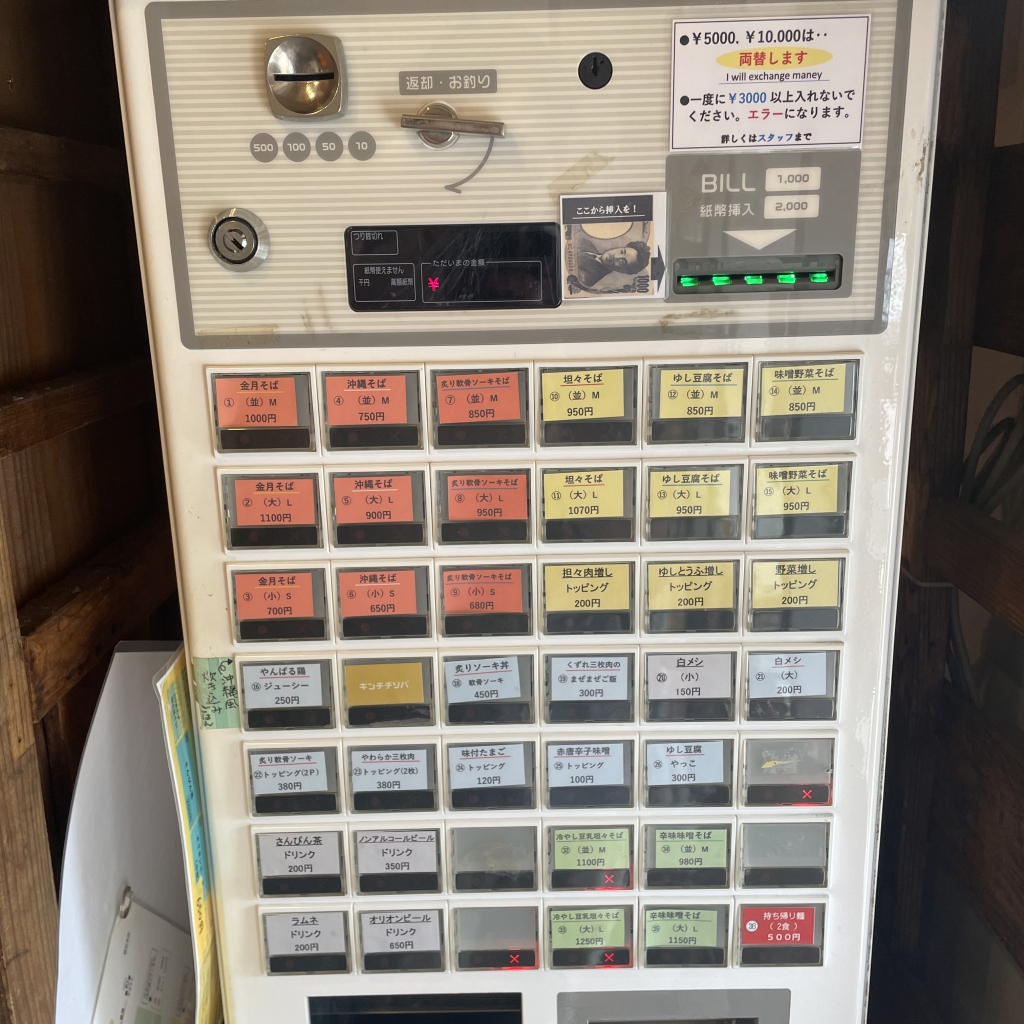 ●¥5000、¥10.000は‥
両替します
I will exchange maney
●一度に¥3000 以上入れないで
ください。エラーになります。
詳しくはスタッフまで
返却・お釣り
500 100 50 10
BILL 1,000
紙幣挿入 2,000
ここから挿入を！
1000
つり銭切れ
紙幣使えません
千円 高額紙幣
ただいまの金額
¥
金月そば
① (並) M
1000円
沖縄そば
④ (並) M
750円
炙り軟骨ソーキそば
⑦ (並) M
850円
坦々そば
⑩ (並) M
950円
ゆし豆腐そば
⑫ (並) M
850円
味噌野菜そば
⑭ (並) M
850円
金月そば
② (大) L
1100円
沖縄そば
⑤ (大) L
900円
炙り軟骨ソーキそば
⑧ (大) L
950円
坦々そば
⑪ (大) L
1070円
ゆし豆腐そば
⑬ (大) L
950円
味噌野菜そば
⑮ (大) L
950円
金月そば
③ (小) S
700円
沖縄そば
⑥ (小) S
650円
炙り軟骨ソーキそば
⑨ (小) S
680円
担々肉増し
トッピング
200円
ゆしとうふ増し
トッピング
200円
野菜増し
トッピング
200円
沖縄風
やんばる鶏
⑯ ジューシー
250円
キンチチソバ
炙りソーキ丼
⑱ 軟骨ソーキ
450円
くずれ三枚肉の
⑲ まぜまぜご飯
300円
白メシ
⑳ (小)
150円
白メシ
㉑ (大)
200円
炙り軟骨ソーキ
㉒トッピング(2P)
380円
やわらか三枚肉
㉓トッピング(2枚)
380円
味付たまご
㉔ トッピング
120円
赤唐辛子味噌
㉕ トッピング
100円
ゆし豆腐
㉖ やっこ
300円
さんぴん茶
ドリンク
200円
ノンアルコールビール
ドリンク
350円
冷やし豆乳坦々そば
㉜ (並) M
1100円
辛味味噌そば
㉞ (並) M
980円
ラムネ
ドリンク
200円
オリオンビール
ドリンク
650円
冷やし豆乳坦々そば
㉝ (大) L
1250円
辛味味噌そば
㉟ (大) L
1150円
持ち帰り麺
㊱ (2食)
500円